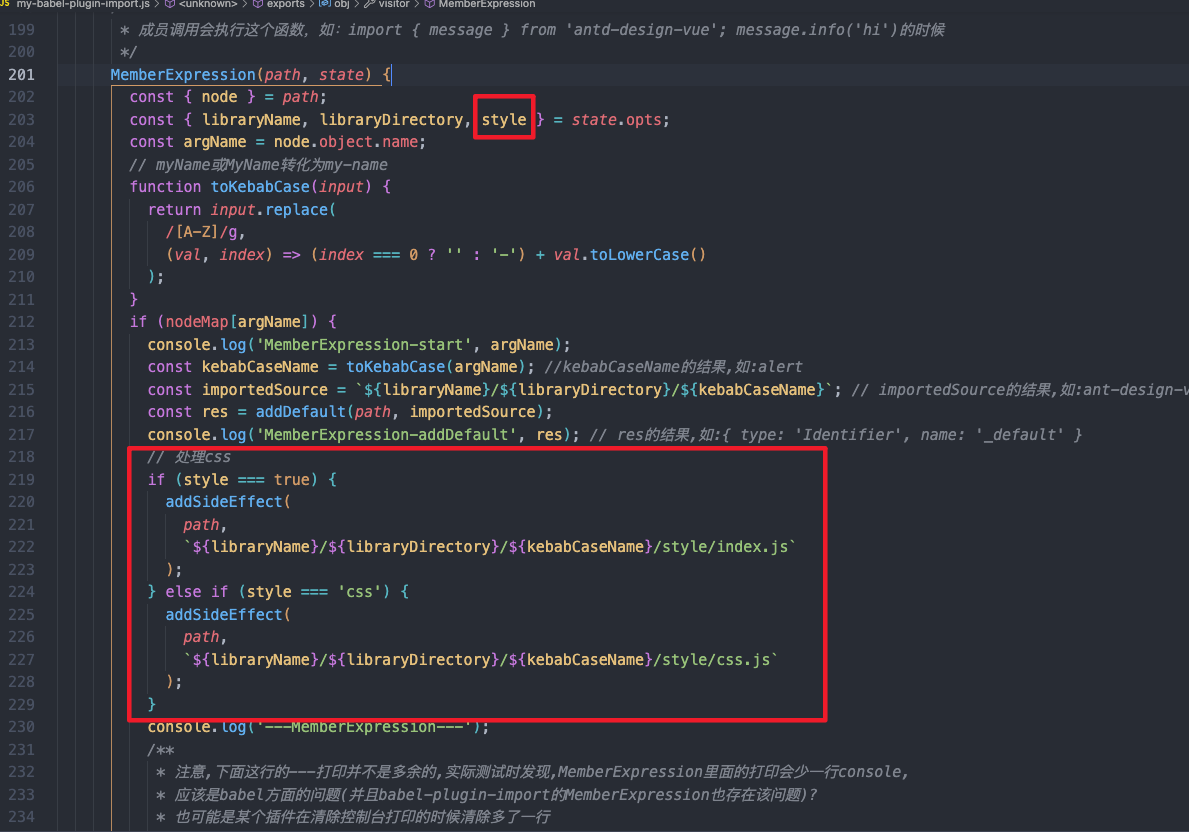 JS my-babel-plugin-import.js > <unknown> > exports > obj > visitor > MemberExpression
199 * 成员调用会执行这个函数，如：import { message } from 'antd-design-vue'; message.info('hi')的时候
200 */
201 MemberExpression(path, state) {
202 const { node } = path;
203 const { libraryName, libraryDirectory, style } = state.opts;
204 const argName = node.object.name;
205 // myName或MyName转化为my-name
206 function toKebabCase(input) {
207 return input.replace(
208 /[A-Z]/g,
209 (val, index) => (index === 0 ? '' : '-') + val.toLowerCase()
210 );
211 }
212 if (nodeMap[argName]) {
213 console.log('MemberExpression-start', argName);
214 const kebabCaseName = toKebabCase(argName); //kebabCaseName的结果,如:alert
215 const importedSource = `${libraryName}/${libraryDirectory}/${kebabCaseName}`; // importedSource的结果,如:ant-design-v
216 const res = addDefault(path, importedSource);
217 console.log('MemberExpression-addDefault', res); // res的结果,如:{ type: 'Identifier', name: '_default' }
218 // 处理css
219 if (style === true) {
220 addSideEffect(
221 path,
222 `${libraryName}/${libraryDirectory}/${kebabCaseName}/style/index.js`
223 );
224 } else if (style === 'css') {
225 addSideEffect(
226 path,
227 `${libraryName}/${libraryDirectory}/${kebabCaseName}/style/css.js`
228 );
229 }
230 console.log('---MemberExpression---');
231 /**
232 * 注意,下面这行的---打印并不是多余的,实际测试时发现,MemberExpression里面的打印会少一行console,
233 * 应该是babel方面的问题(并且babel-plugin-import的MemberExpression也存在该问题)?
234 * 也可能是某个插件在清除控制台打印的时候清除多了一行